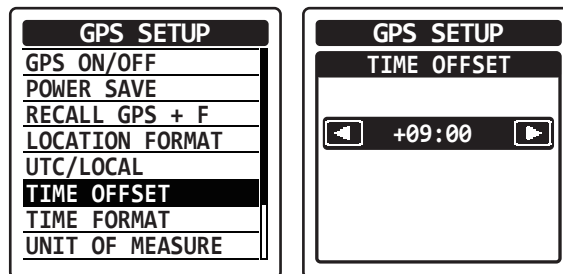 GPS SETUP
GPS ON/OFF
POWER SAVE
RECALL GPS + F
LOCATION FORMAT
UTC/LOCAL
TIME OFFSET
TIME FORMAT
UNIT OF MEASURE
GPS SETUP
TIME OFFSET
+09:00